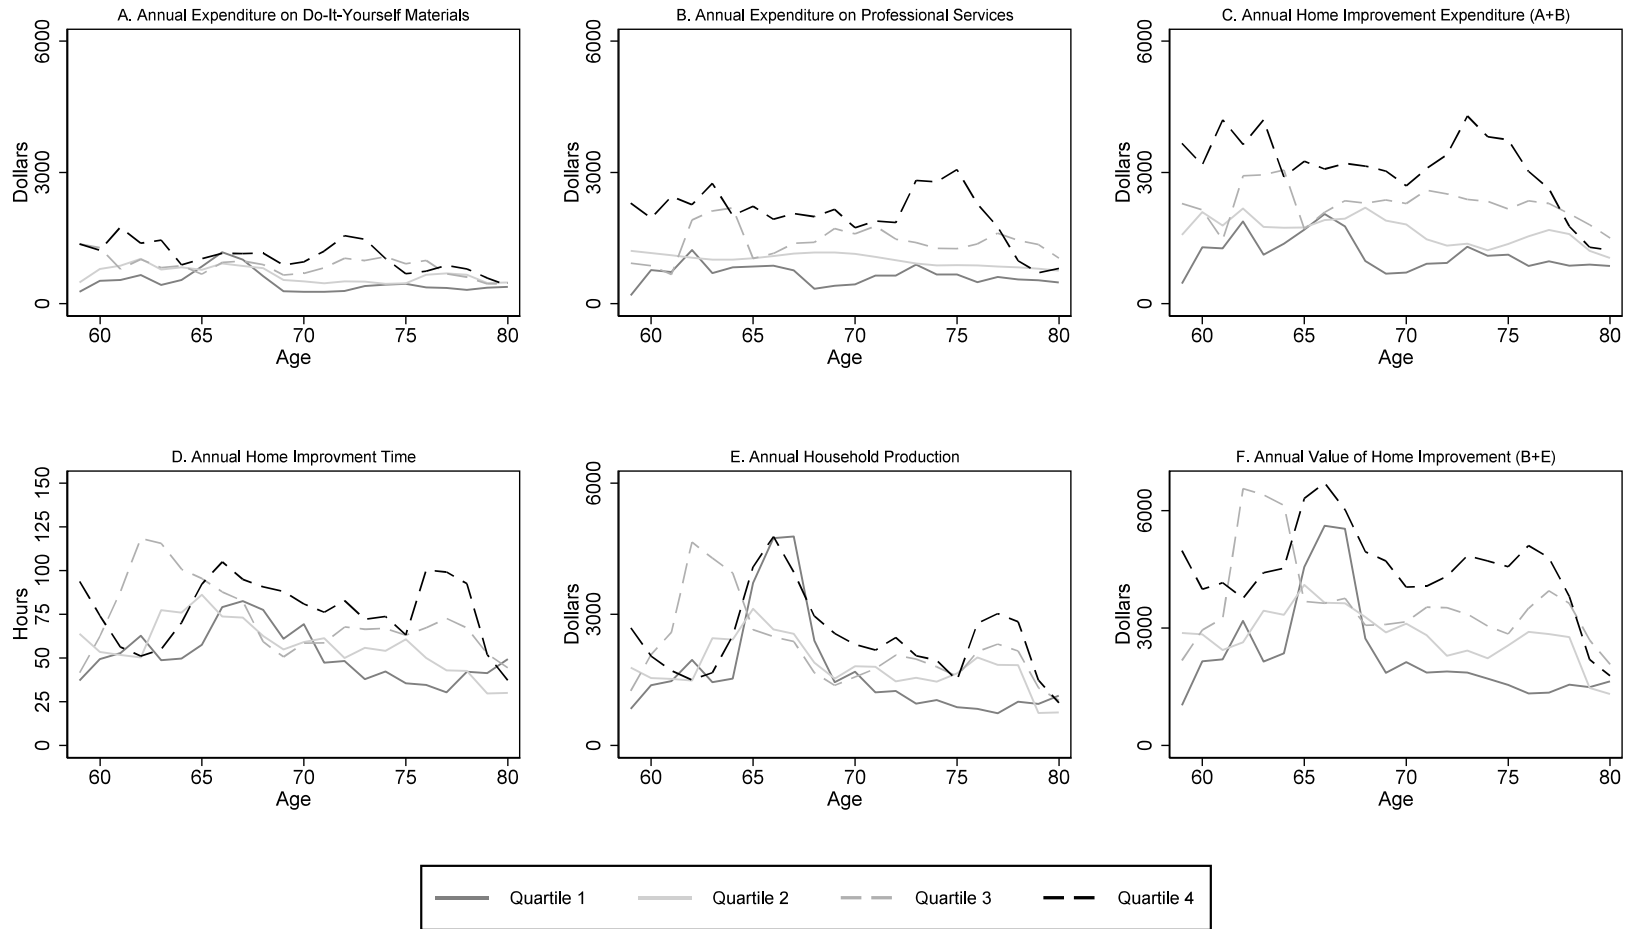 A. Annual Expenditure on Do-It-Yourself Materials
Dollars
6000
3000
0
60 65 70 75 80
Age
B. Annual Expenditure on Professional Services
Dollars
6000
3000
0
60 65 70 75 80
Age
C. Annual Home Improvement Expenditure (A+B)
Dollars
6000
3000
0
60 65 70 75 80
Age
D. Annual Home Improvment Time
Hours
150
125
100
75
50
25
0
60 65 70 75 80
Age
E. Annual Household Production
Dollars
6000
3000
0
60 65 70 75 80
Age
F. Annual Value of Home Improvement (B+E)
Dollars
6000
3000
0
60 65 70 75 80
Age
Quartile 1 Quartile 2 Quartile 3 Quartile 4